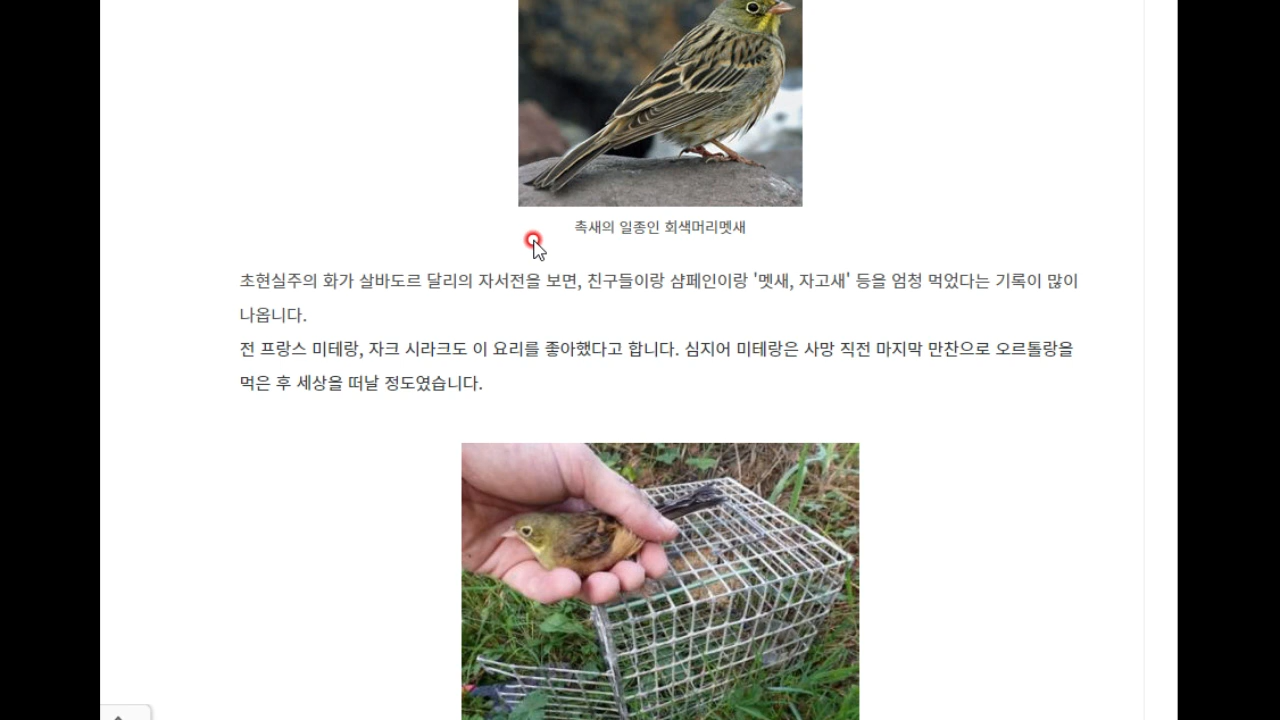 촉새의 일종인 회색머리멧새
초현실주의 화가 살바도르 달리의 자서전을 보면, 친구들이랑 샴페인이랑 '멧새, 자고새' 등을 엄청 먹었다는 기록이 많이
나옵니다.
전 프랑스 미테랑, 자크 시라크도 이 요리를 좋아했다고 합니다. 심지어 미테랑은 사망 직전 마지막 만찬으로 오르톨랑을
먹은 후 세상을 떠날 정도였습니다.